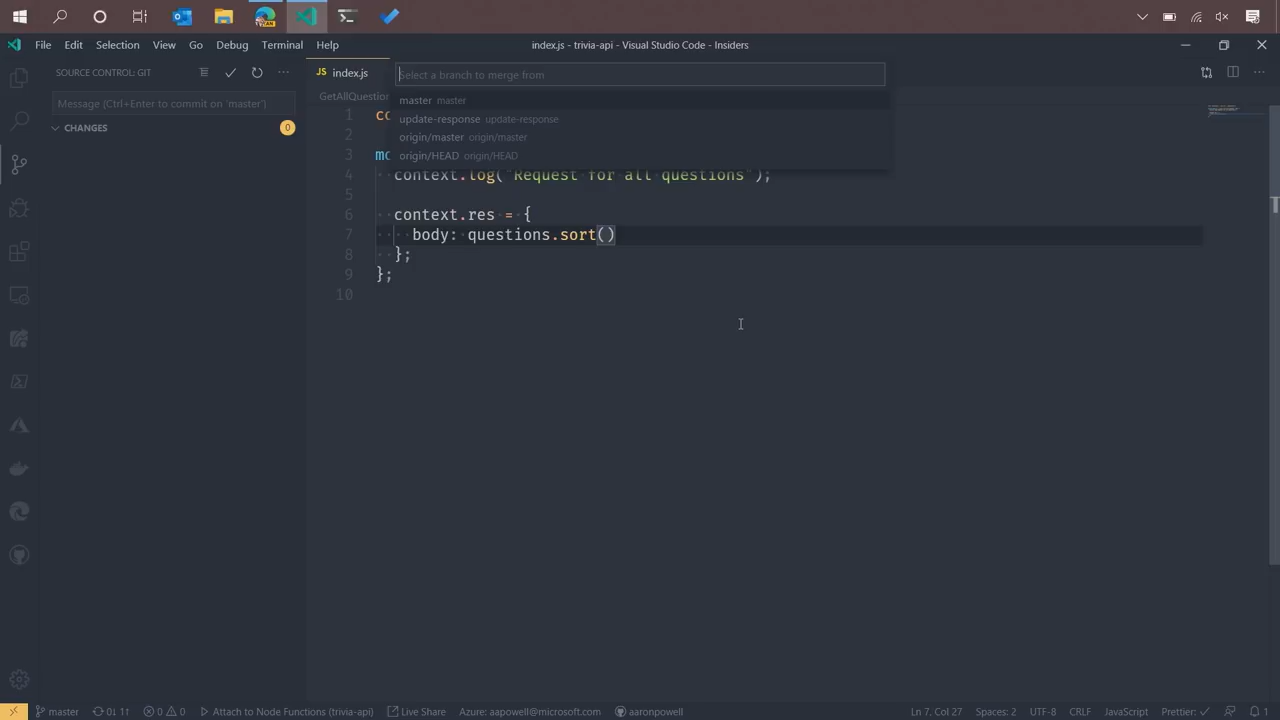 File Edit Selection View Go Debug Terminal Help index.js - trivia-api - Visual Studio Code - Insiders
SOURCE CONTROL: GIT
JS index.js
Select a branch to merge from
Message (Ctrl+Enter to commit on 'master')
GetAllQuestion
master master
update-response update-response
origin/master origin/master
origin/HEAD origin/HEAD
CHANGES 0
1 co
2
3 mo
4 context.log("Request for all questions");
5
6 context.res = {
7 body: questions.sort()
8 };
9 };
10
master 0↓ 1↑ 0 0 Attach to Node Functions (trivia-api) Live Share Azure: aapowell@microsoft.com aaronpowell Ln 7, Col 27 Spaces: 2 UTF-8 CRLF JavaScript Prettier: ✓ 1